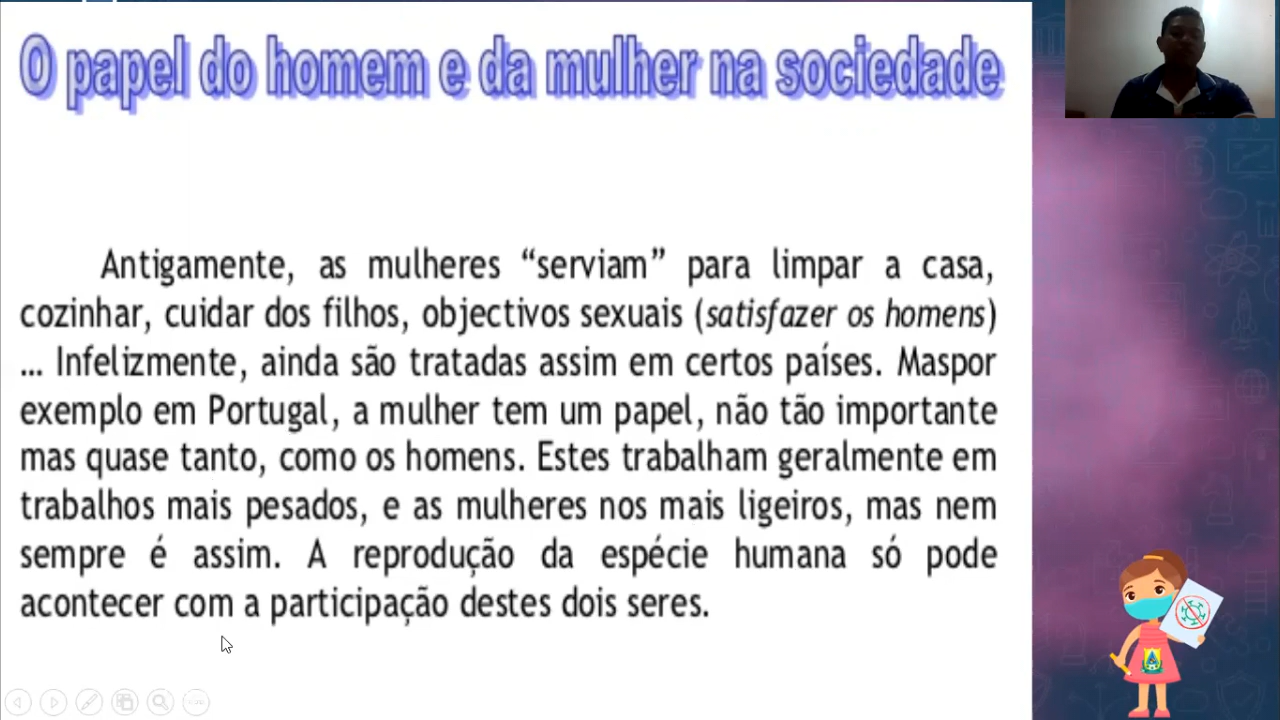 O papel do homem e da mulher na sociedade
Antigamente, as mulheres “serviam” para limpar a casa,
cozinhar, cuidar dos filhos, objectivos sexuais (satisfazer os homens)
... Infelizmente, ainda são tratadas assim em certos países. Maspor
exemplo em Portugal, a mulher tem um papel, não tão importante
mas quase tanto, como os homens. Estes trabalham geralmente em
trabalhos mais pesados, e as mulheres nos mais ligeiros, mas nem
sempre é assim. A reprodução da espécie humana só pode
acontecer com a participação destes dois seres.